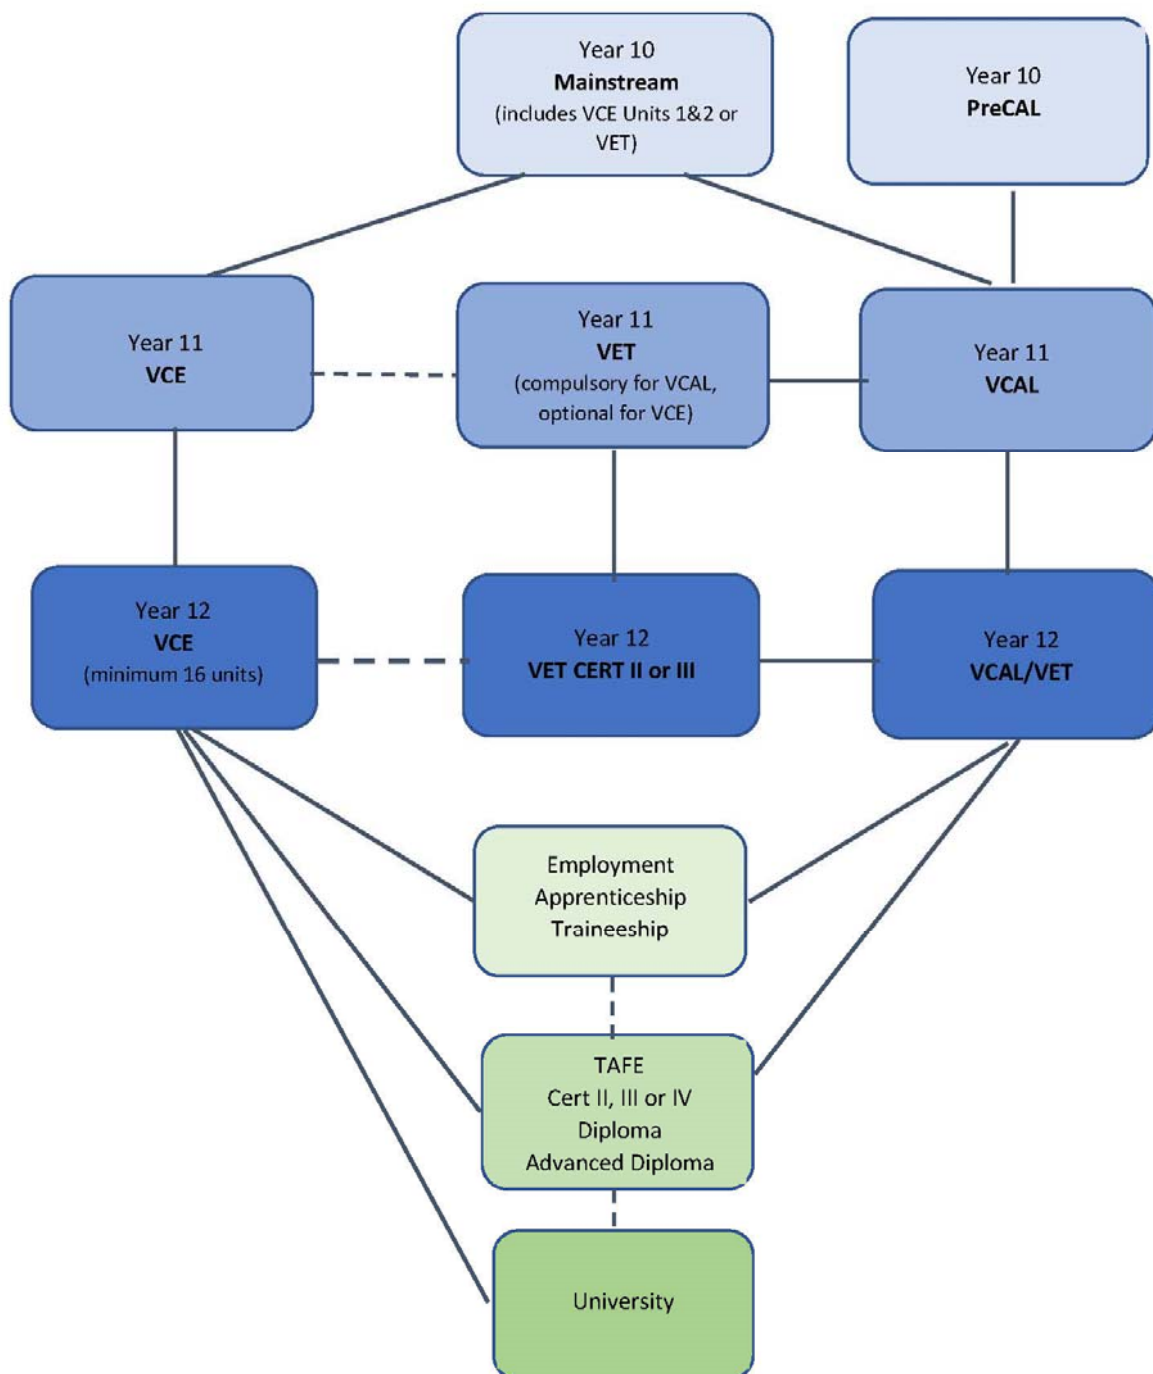 Year 10
Mainstream
(includes VCE Units 1&2 or
VET)
Year 10
PreCAL
Year 11
VCE
Year 11
VET
(compulsory for VCAL,
optional for VCE)
Year 11
VCAL
Year 12
VCE
(minimum 16 units)
Year 12
VET CERT II or III
Year 12
VCAL/VET
Employment
Apprenticeship
Traineeship
TAFE
Cert II, III or IV
Diploma
Advanced Diploma
University